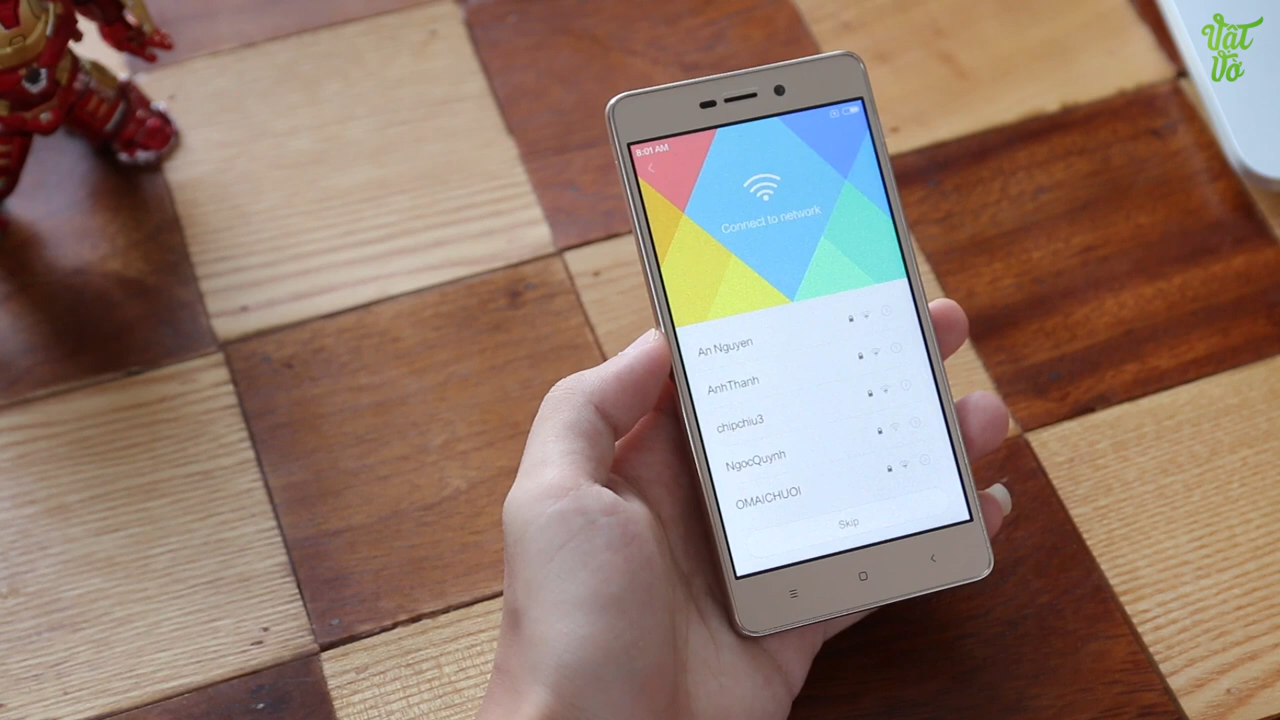 Vật
Vờ
8:01 AM
Connect to network
An Nguyen
AnhThanh
chipchiu3
NgocQuynh
OMAICHUOI
Skip